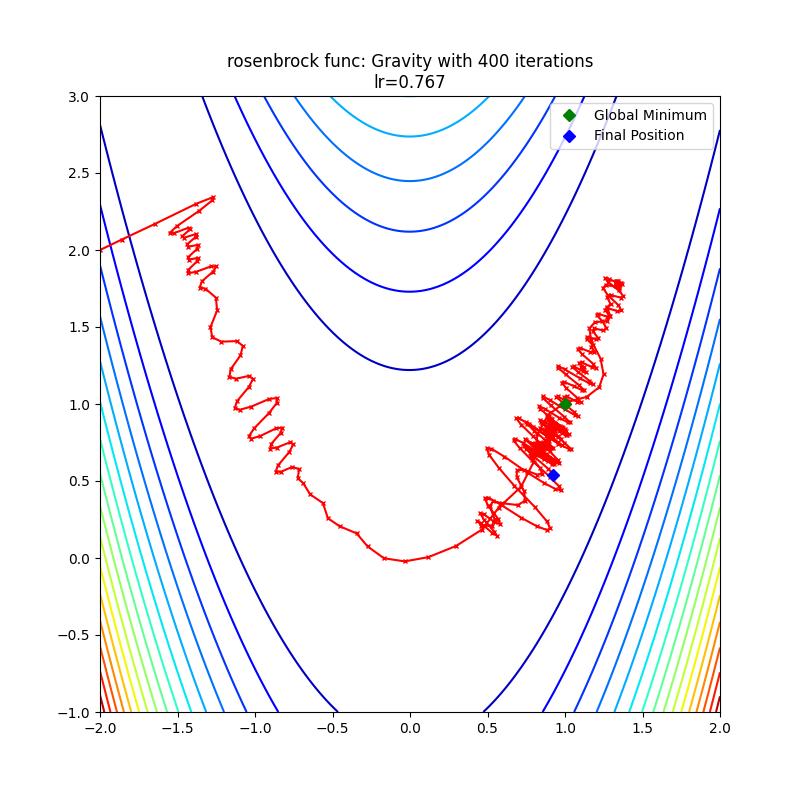 rosenbrock func: Gravity with 400 iterations
lr=0.767
Global Minimum
Final Position
3.0
2.5
2.0
1.5
1.0
0.5
0.0
−0.5
−1.0
−2.0 −1.5 −1.0 −0.5 0.0 0.5 1.0 1.5 2.0